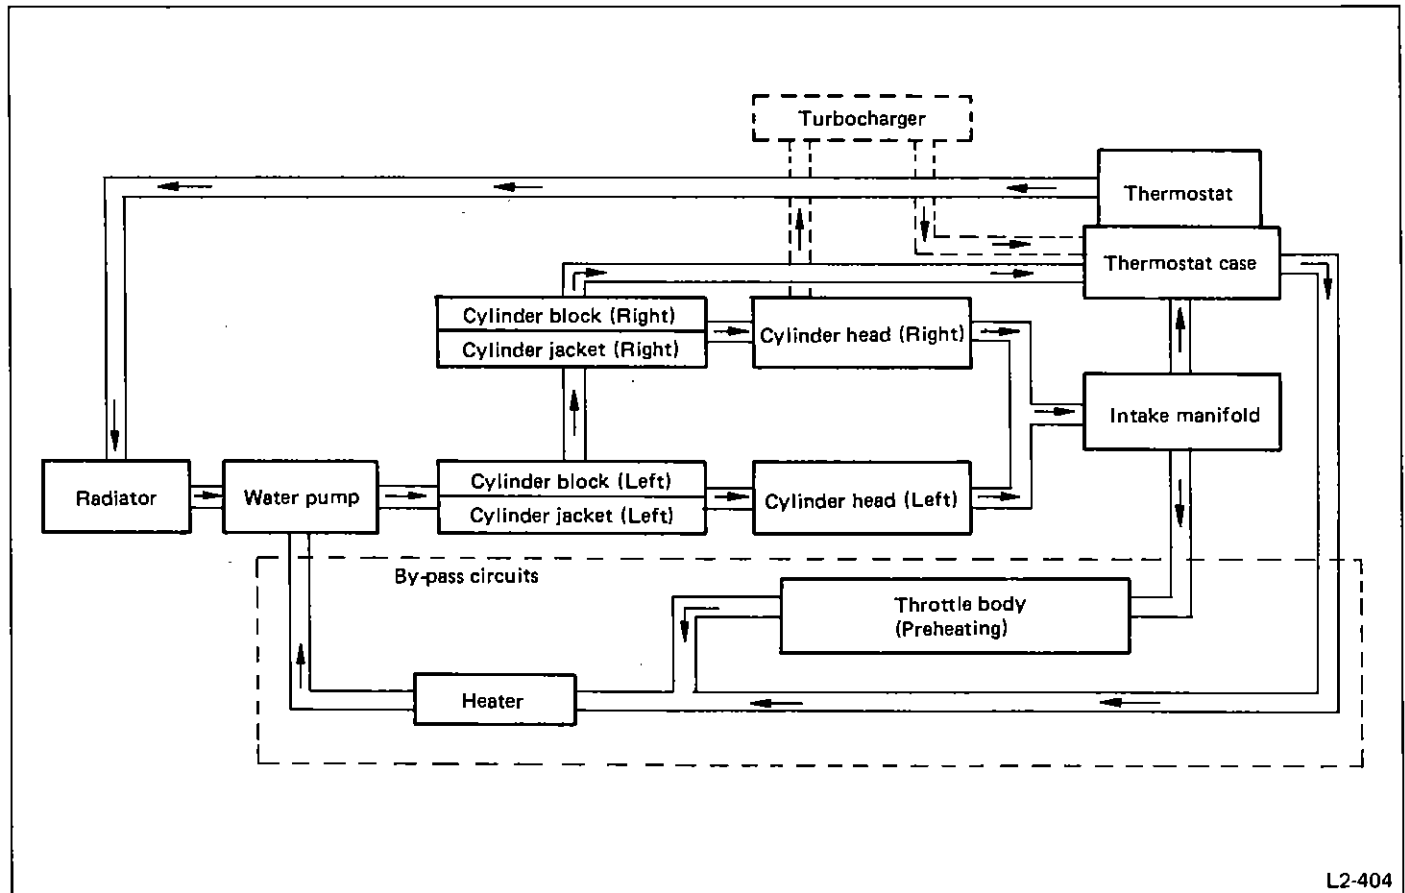 Turbocharger
Thermostat
Thermostat case
Cylinder block (Right)
Cylinder jacket (Right)
Cylinder head (Right)
Intake manifold
Radiator
Water pump
Cylinder block (Left)
Cylinder jacket (Left)
Cylinder head (Left)
By-pass circuits
Throttle body
(Preheating)
Heater
L2-404